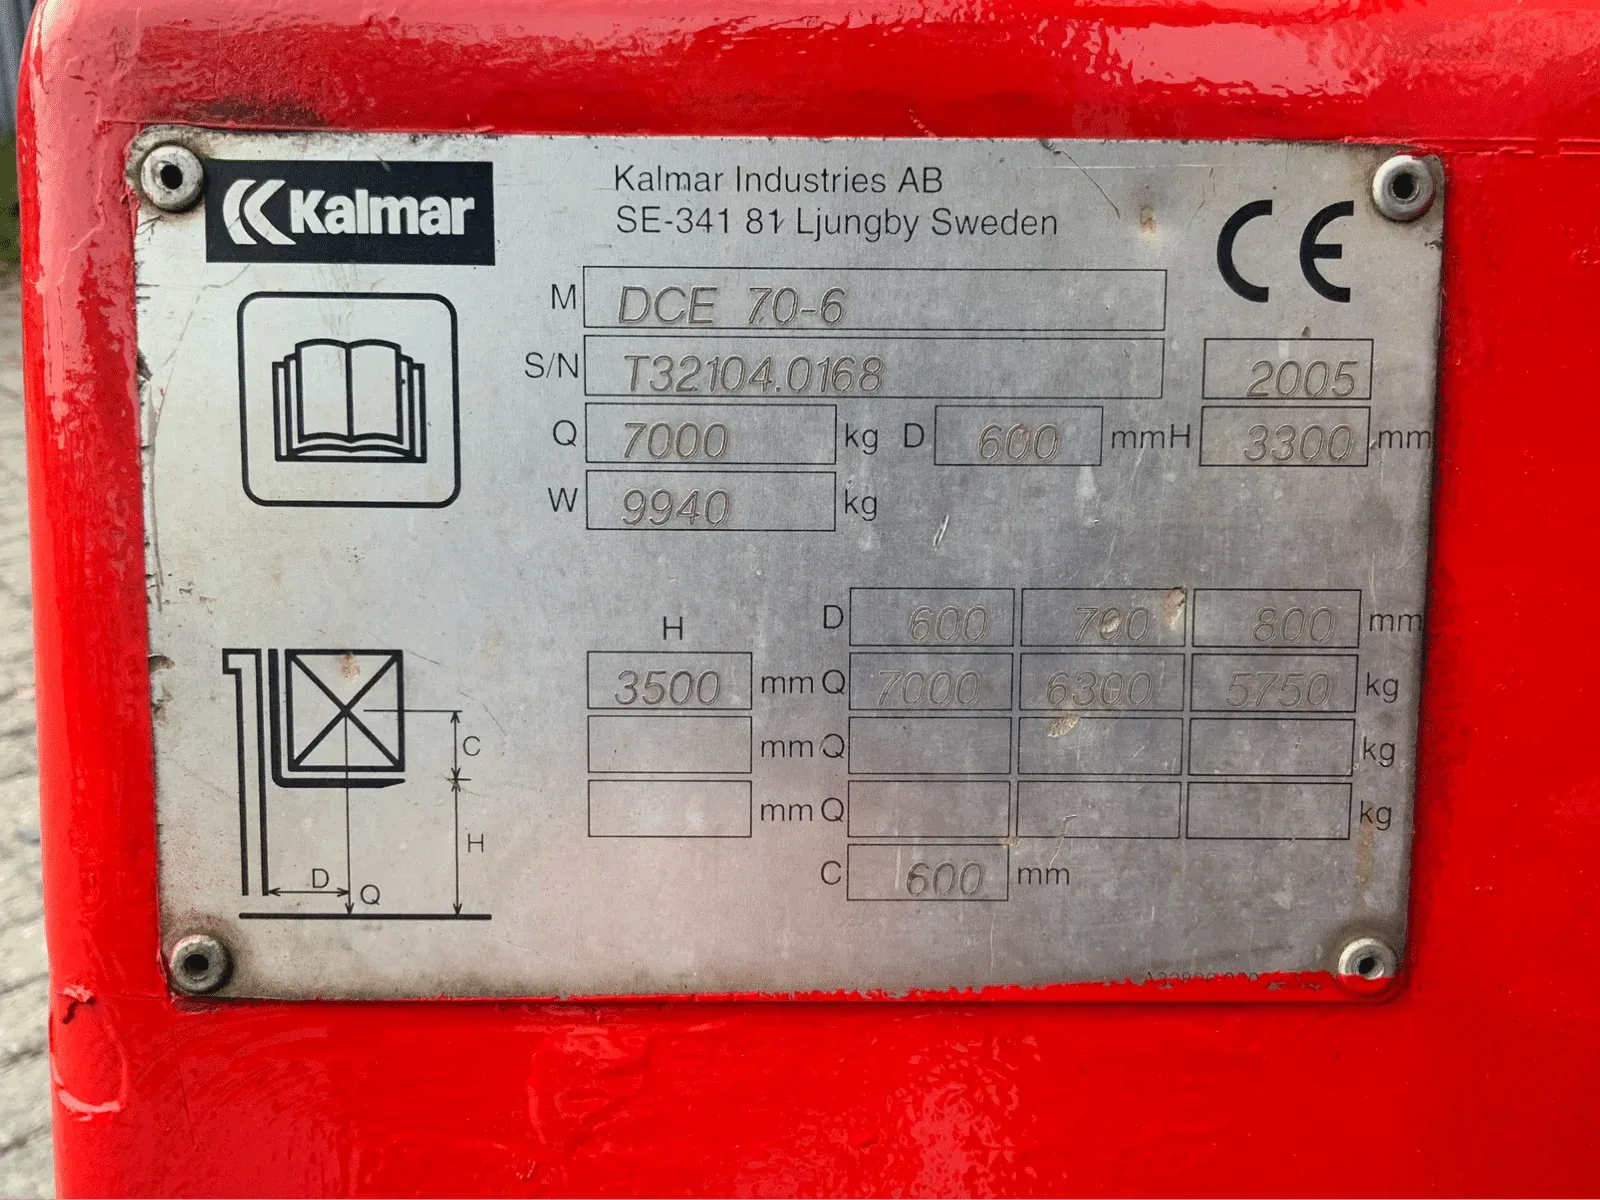 Kalmar
Kalmar Industries AB
SE-341 81 Ljungby Sweden
CE
M DCE 70-6
S/N T32104.0168 2005
Q 7000 kg D 600 mm H 3300 mm
W 9940 kg
D 600 700 800 mm
H
3500 mm Q 7000 6300 5750 kg
mm Q kg
mm Q kg
C 600 mm
C
H
D
Q